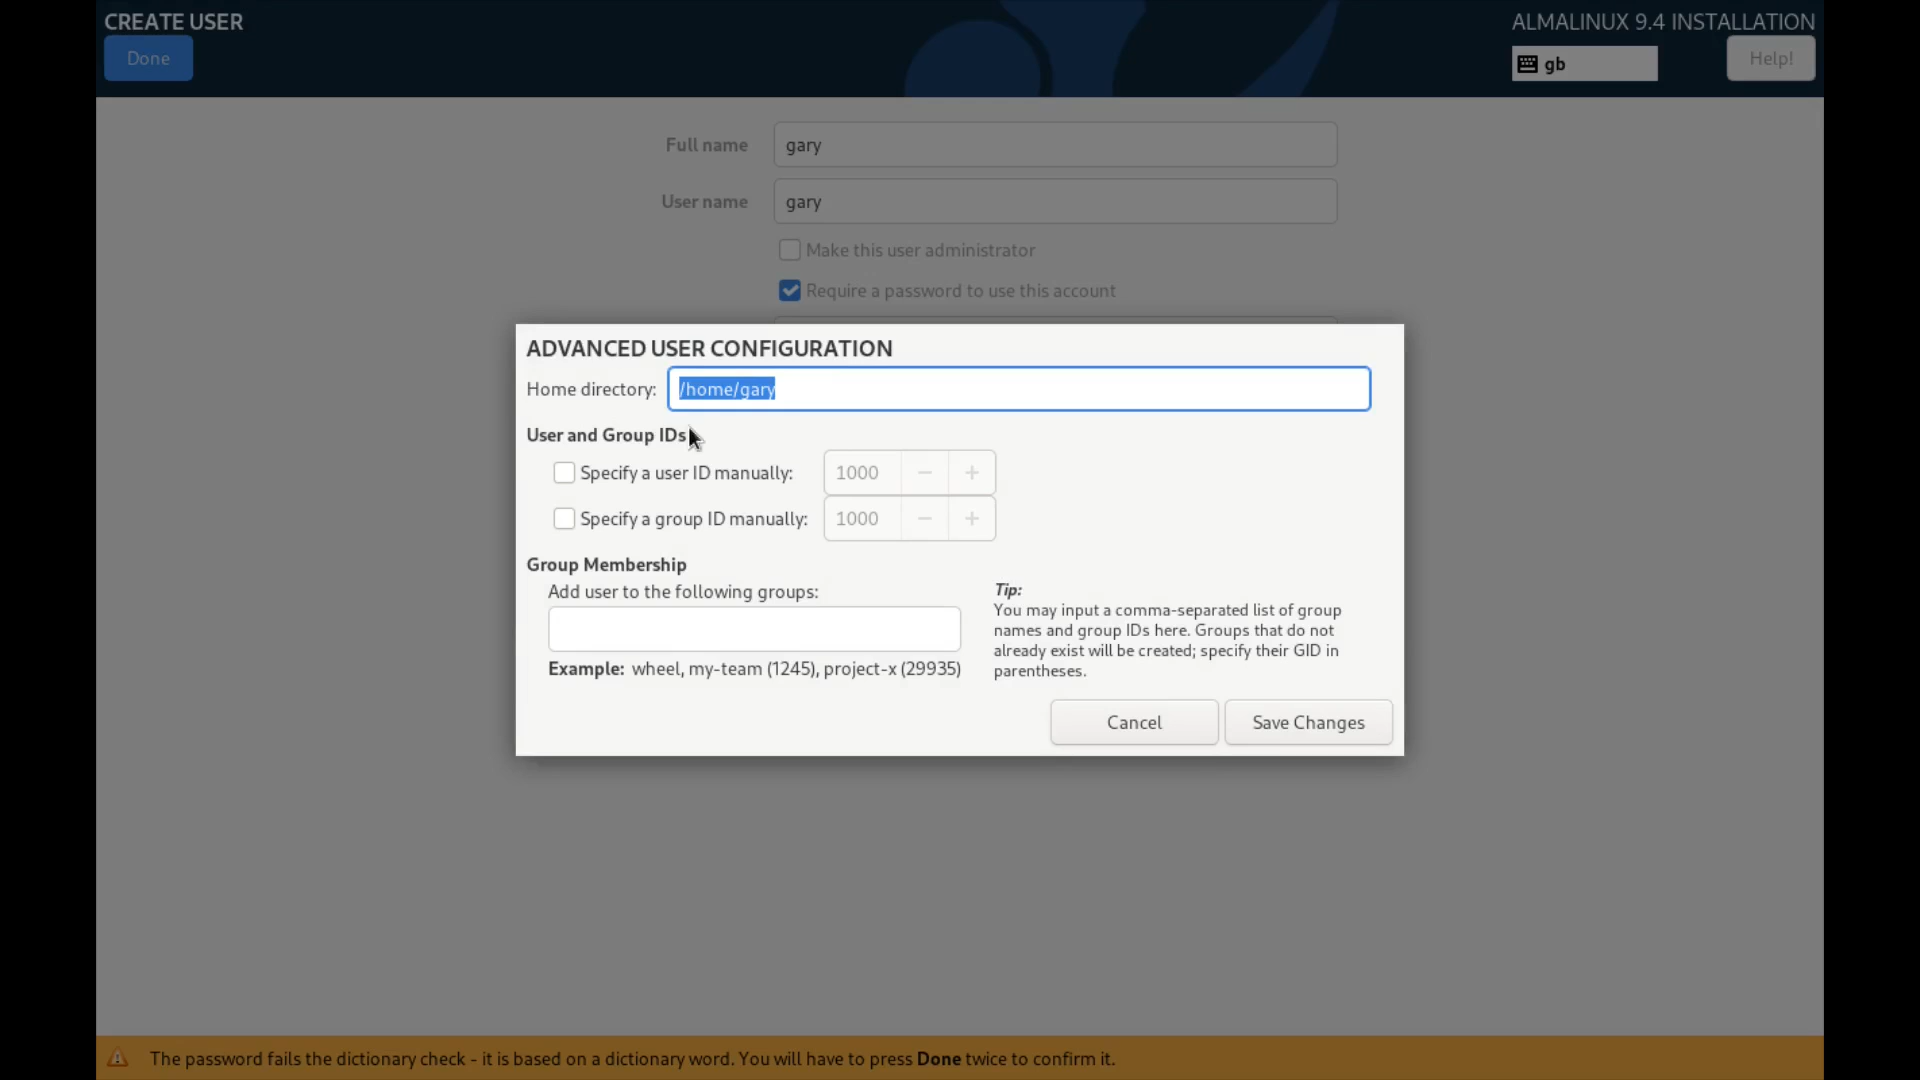 CREATE USER
ALMALINUX 9.4 INSTALLATION
Done
gb
Help!
Full name
gary
User name
gary
Make this user administrator
Require a password to use this account
ADVANCED USER CONFIGURATION
Home directory: /home/gary
User and Group IDs
Specify a user ID manually: 1000 − +
Specify a group ID manually: 1000 − +
Group Membership
Add user to the following groups:
Example: wheel, my-team (1245), project-x (29935)
Tip:
You may input a comma-separated list of group
names and group IDs here. Groups that do not
already exist will be created; specify their GID in
parentheses.
Cancel
Save Changes
The password fails the dictionary check - it is based on a dictionary word. You will have to press Done twice to confirm it.